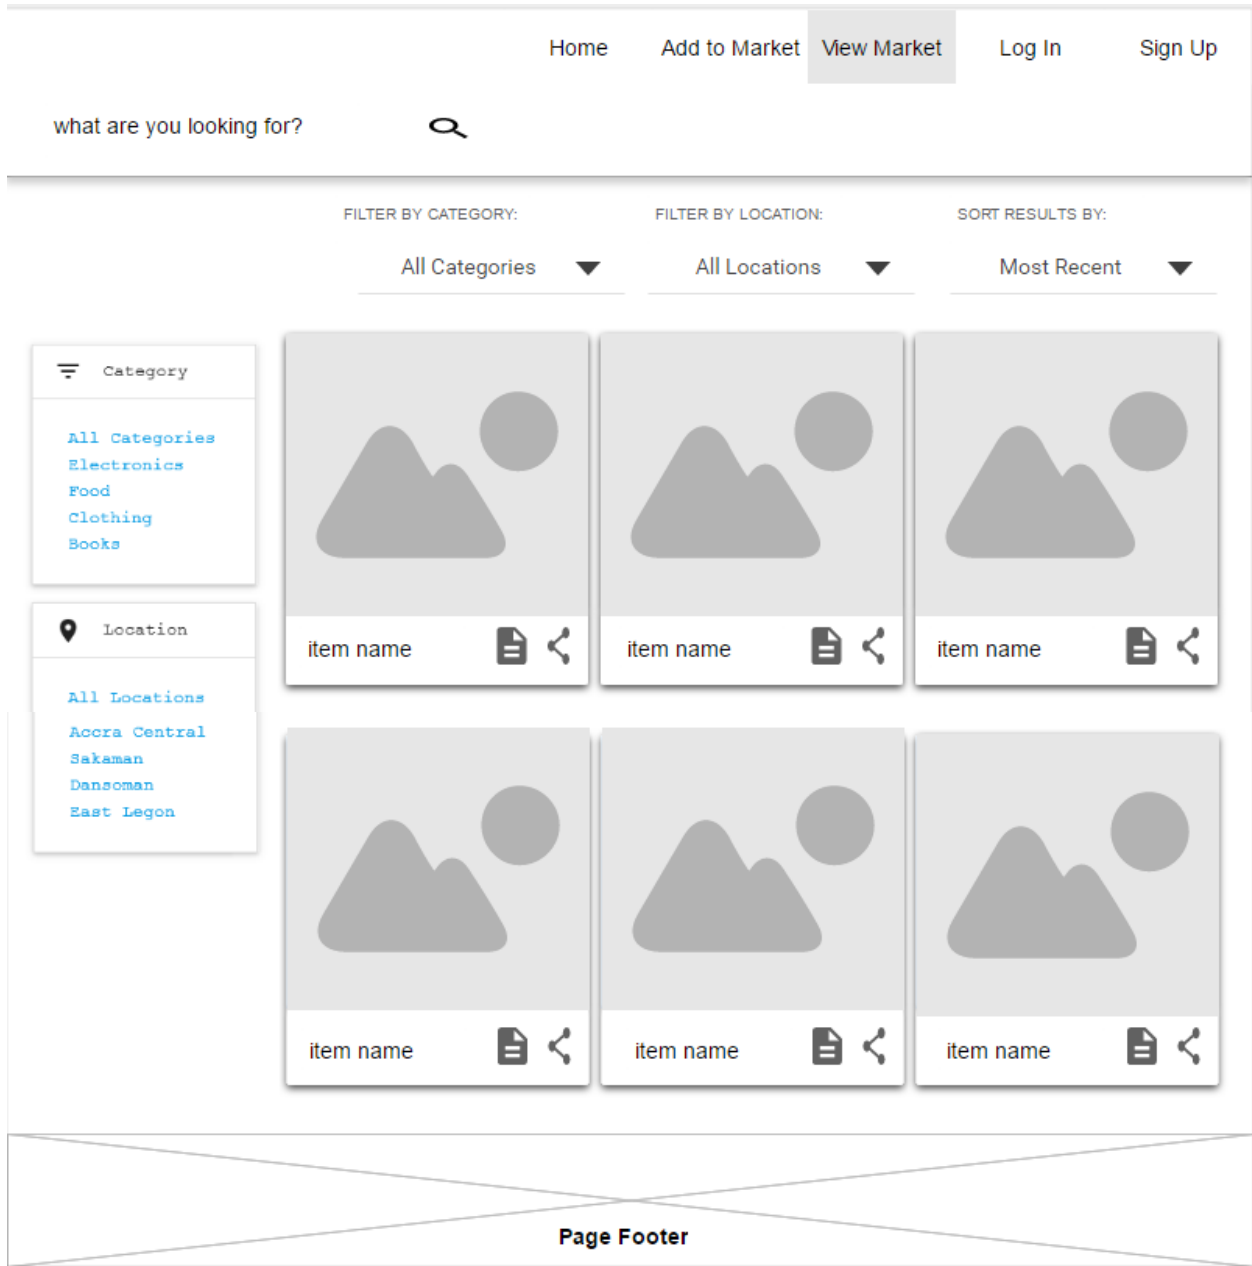 Home Add to Market View Market Log In Sign Up
what are you looking for?
FILTER BY CATEGORY: FILTER BY LOCATION: SORT RESULTS BY:
All Categories All Locations Most Recent
Category
All Categories
Electronics
Food
Clothing
Books
Location
All Locations
Accra Central
Sakaman
Dansoman
East Legon
item name item name item name
item name item name item name
Page Footer